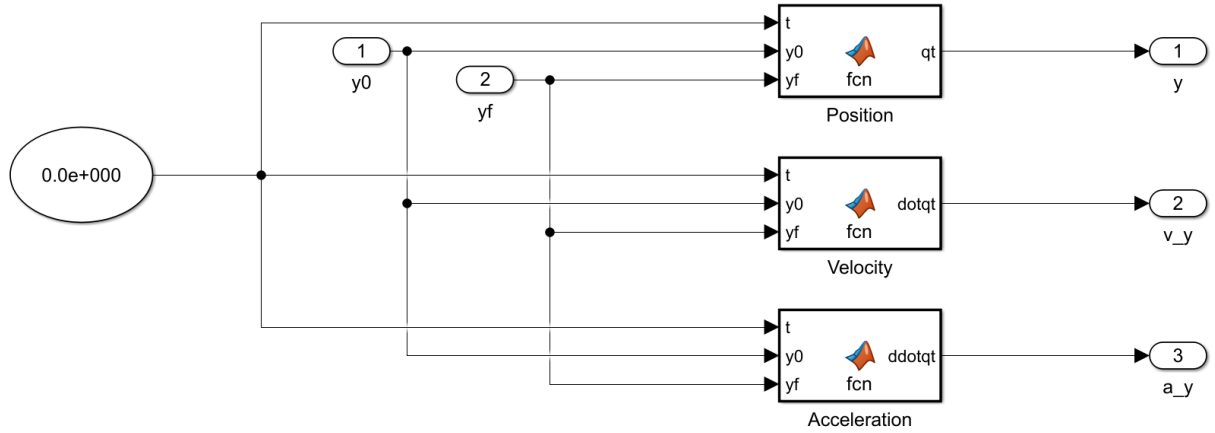 t
1
y0
qt
1
y0
2
fcn
yf
y
yf
Position
0.0e+000
t
y0
dotqt
2
yf
fcn
v_y
Velocity
t
y0
ddotqt
3
yf
fcn
a_y
Acceleration